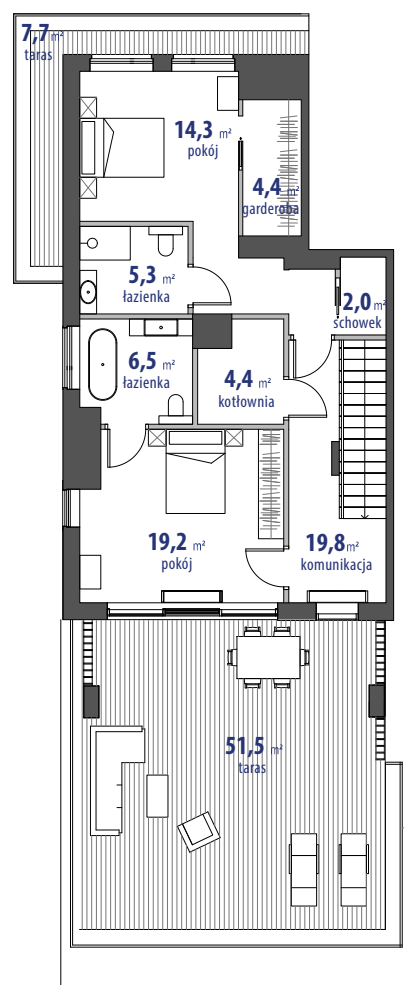 7,7 m²
taras
14,3 m²
pokój
4,4 m²
garderoba
5,3 m²
łazienka
2,0 m²
schowek
6,5 m²
łazienka
4,4 m²
kotłownia
19,2 m²
pokój
19,8 m²
komunikacja
51,5 m²
taras